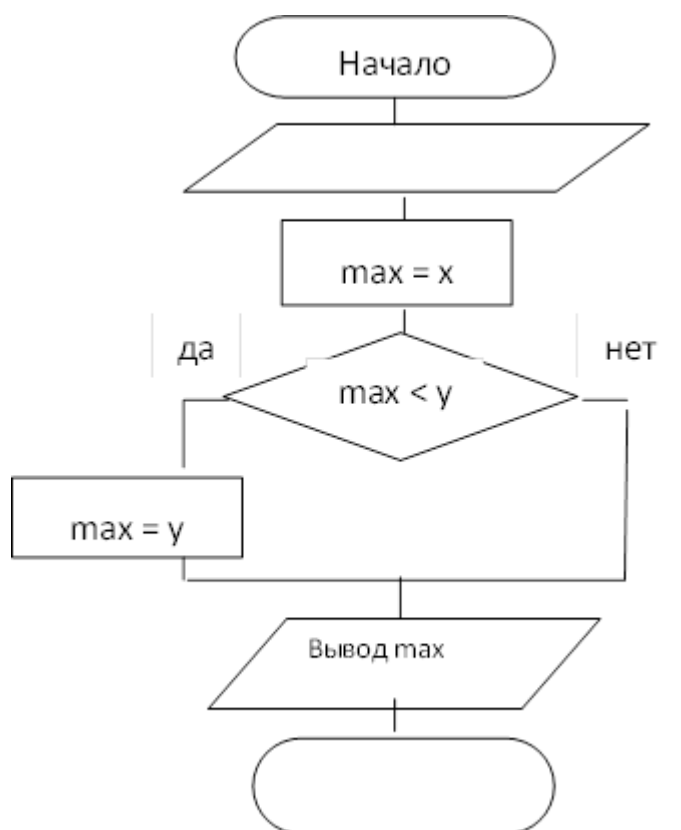 Начало
max = x
да
нет
max < y
max = y
Вывод max